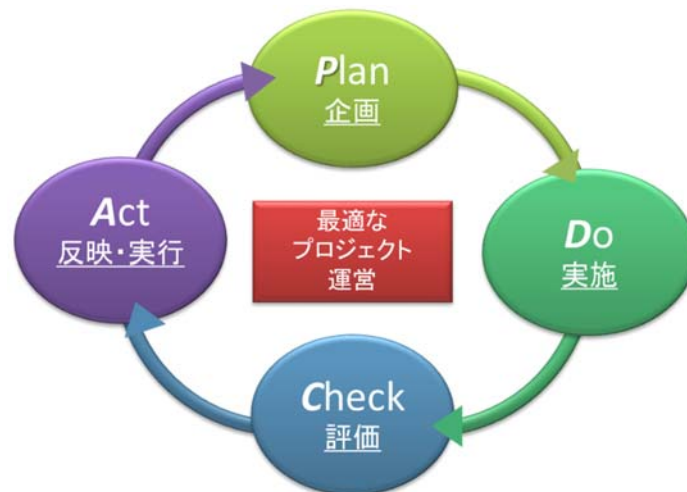 Plan
企画
Do
実施
Check
評価
Act
反映・実行
最適な
プロジェクト
運営